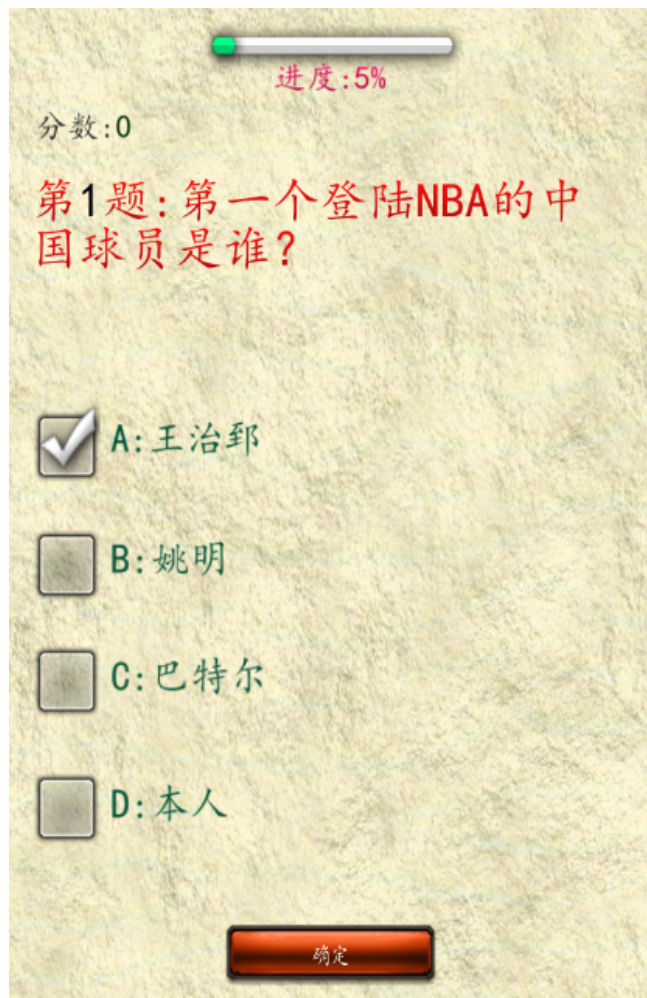 进度:5%
分数:0
第1题:第一个登陆NBA的中
国球员是谁?
A:王治郅
B:姚明
C:巴特尔
D:本人
确定